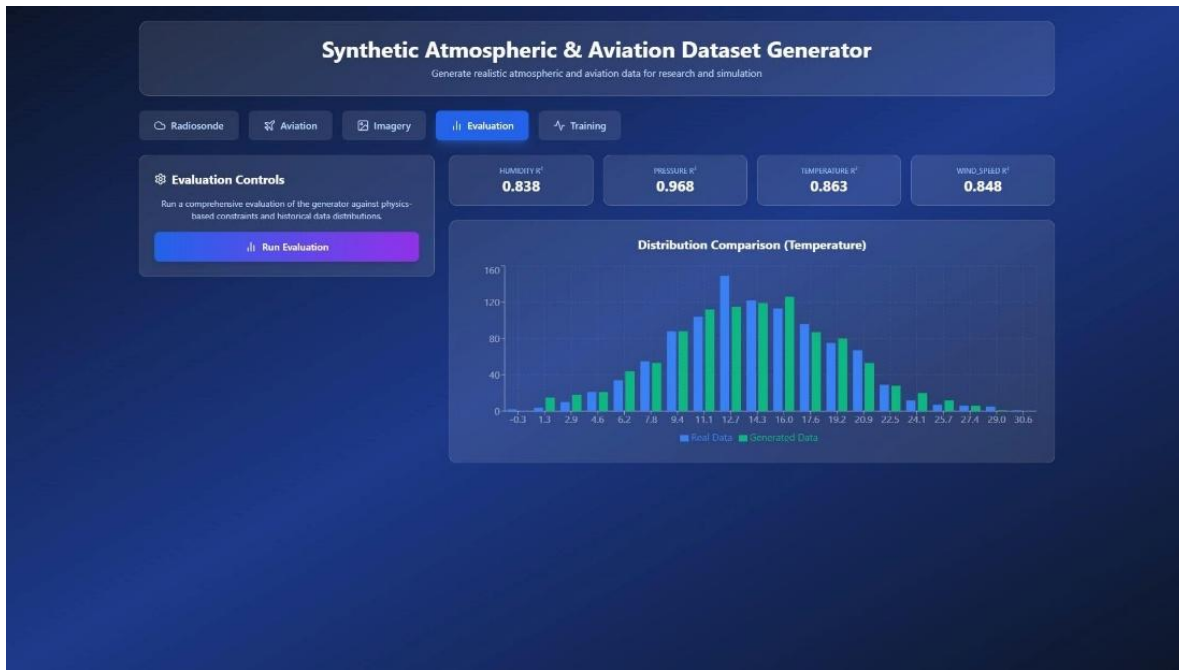 Synthetic Atmospheric & Aviation Dataset Generator
Generate realistic atmospheric and aviation data for research and simulation
Radiosonde
Aviation
Imagery
Evaluation
Training
Evaluation Controls
Run a comprehensive evaluation of the generator against physics-
based constraints and historical data distributions.
Run Evaluation
HUMIDITY R²
0.838
PRESSURE R²
0.968
TEMPERATURE R²
0.863
WIND_SPEED R²
0.848
Distribution Comparison (Temperature)
160
120
80
40
0
-0.3 1.3 2.9 4.6 6.2 7.8 9.4 11.1 12.7 14.3 16.0 17.6 19.2 20.9 22.5 24.1 25.7 27.4 29.0 30.6
Real Data Generated Data